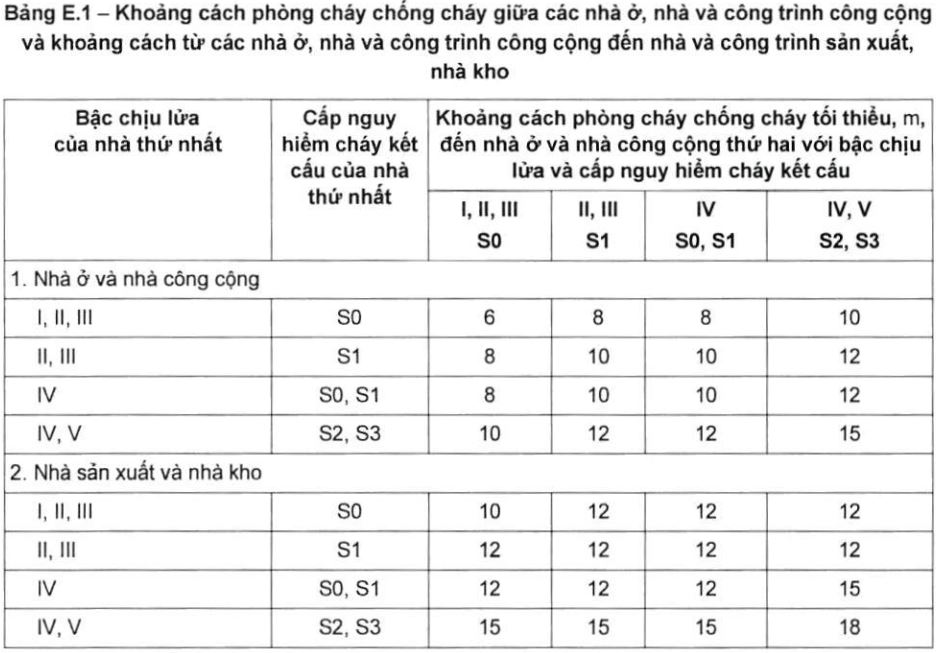 Bảng E.1 – Khoảng cách phòng cháy chống cháy giữa các nhà ở, nhà và công trình công cộng
và khoảng cách từ các nhà ở, nhà và công trình công cộng đến nhà và công trình sản xuất,
nhà kho
Bậc chịu lửa
của nhà thứ nhất
Cấp nguy
hiểm cháy kết
cấu của nhà
thứ nhất
Khoảng cách phòng cháy chống cháy tối thiểu, m,
đến nhà ở và nhà công cộng thứ hai với bậc chịu
lửa và cấp nguy hiểm cháy kết cấu
I, II, III II, III IV IV, V
S0 S1 S0, S1 S2, S3
1. Nhà ở và nhà công cộng
I, II, III S0 6 8 8 10
II, III S1 8 10 10 12
IV S0, S1 8 10 10 12
IV, V S2, S3 10 12 12 15
2. Nhà sản xuất và nhà kho
I, II, III S0 10 12 12 12
II, III S1 12 12 12 12
IV S0, S1 12 12 12 15
IV, V S2, S3 15 15 15 18